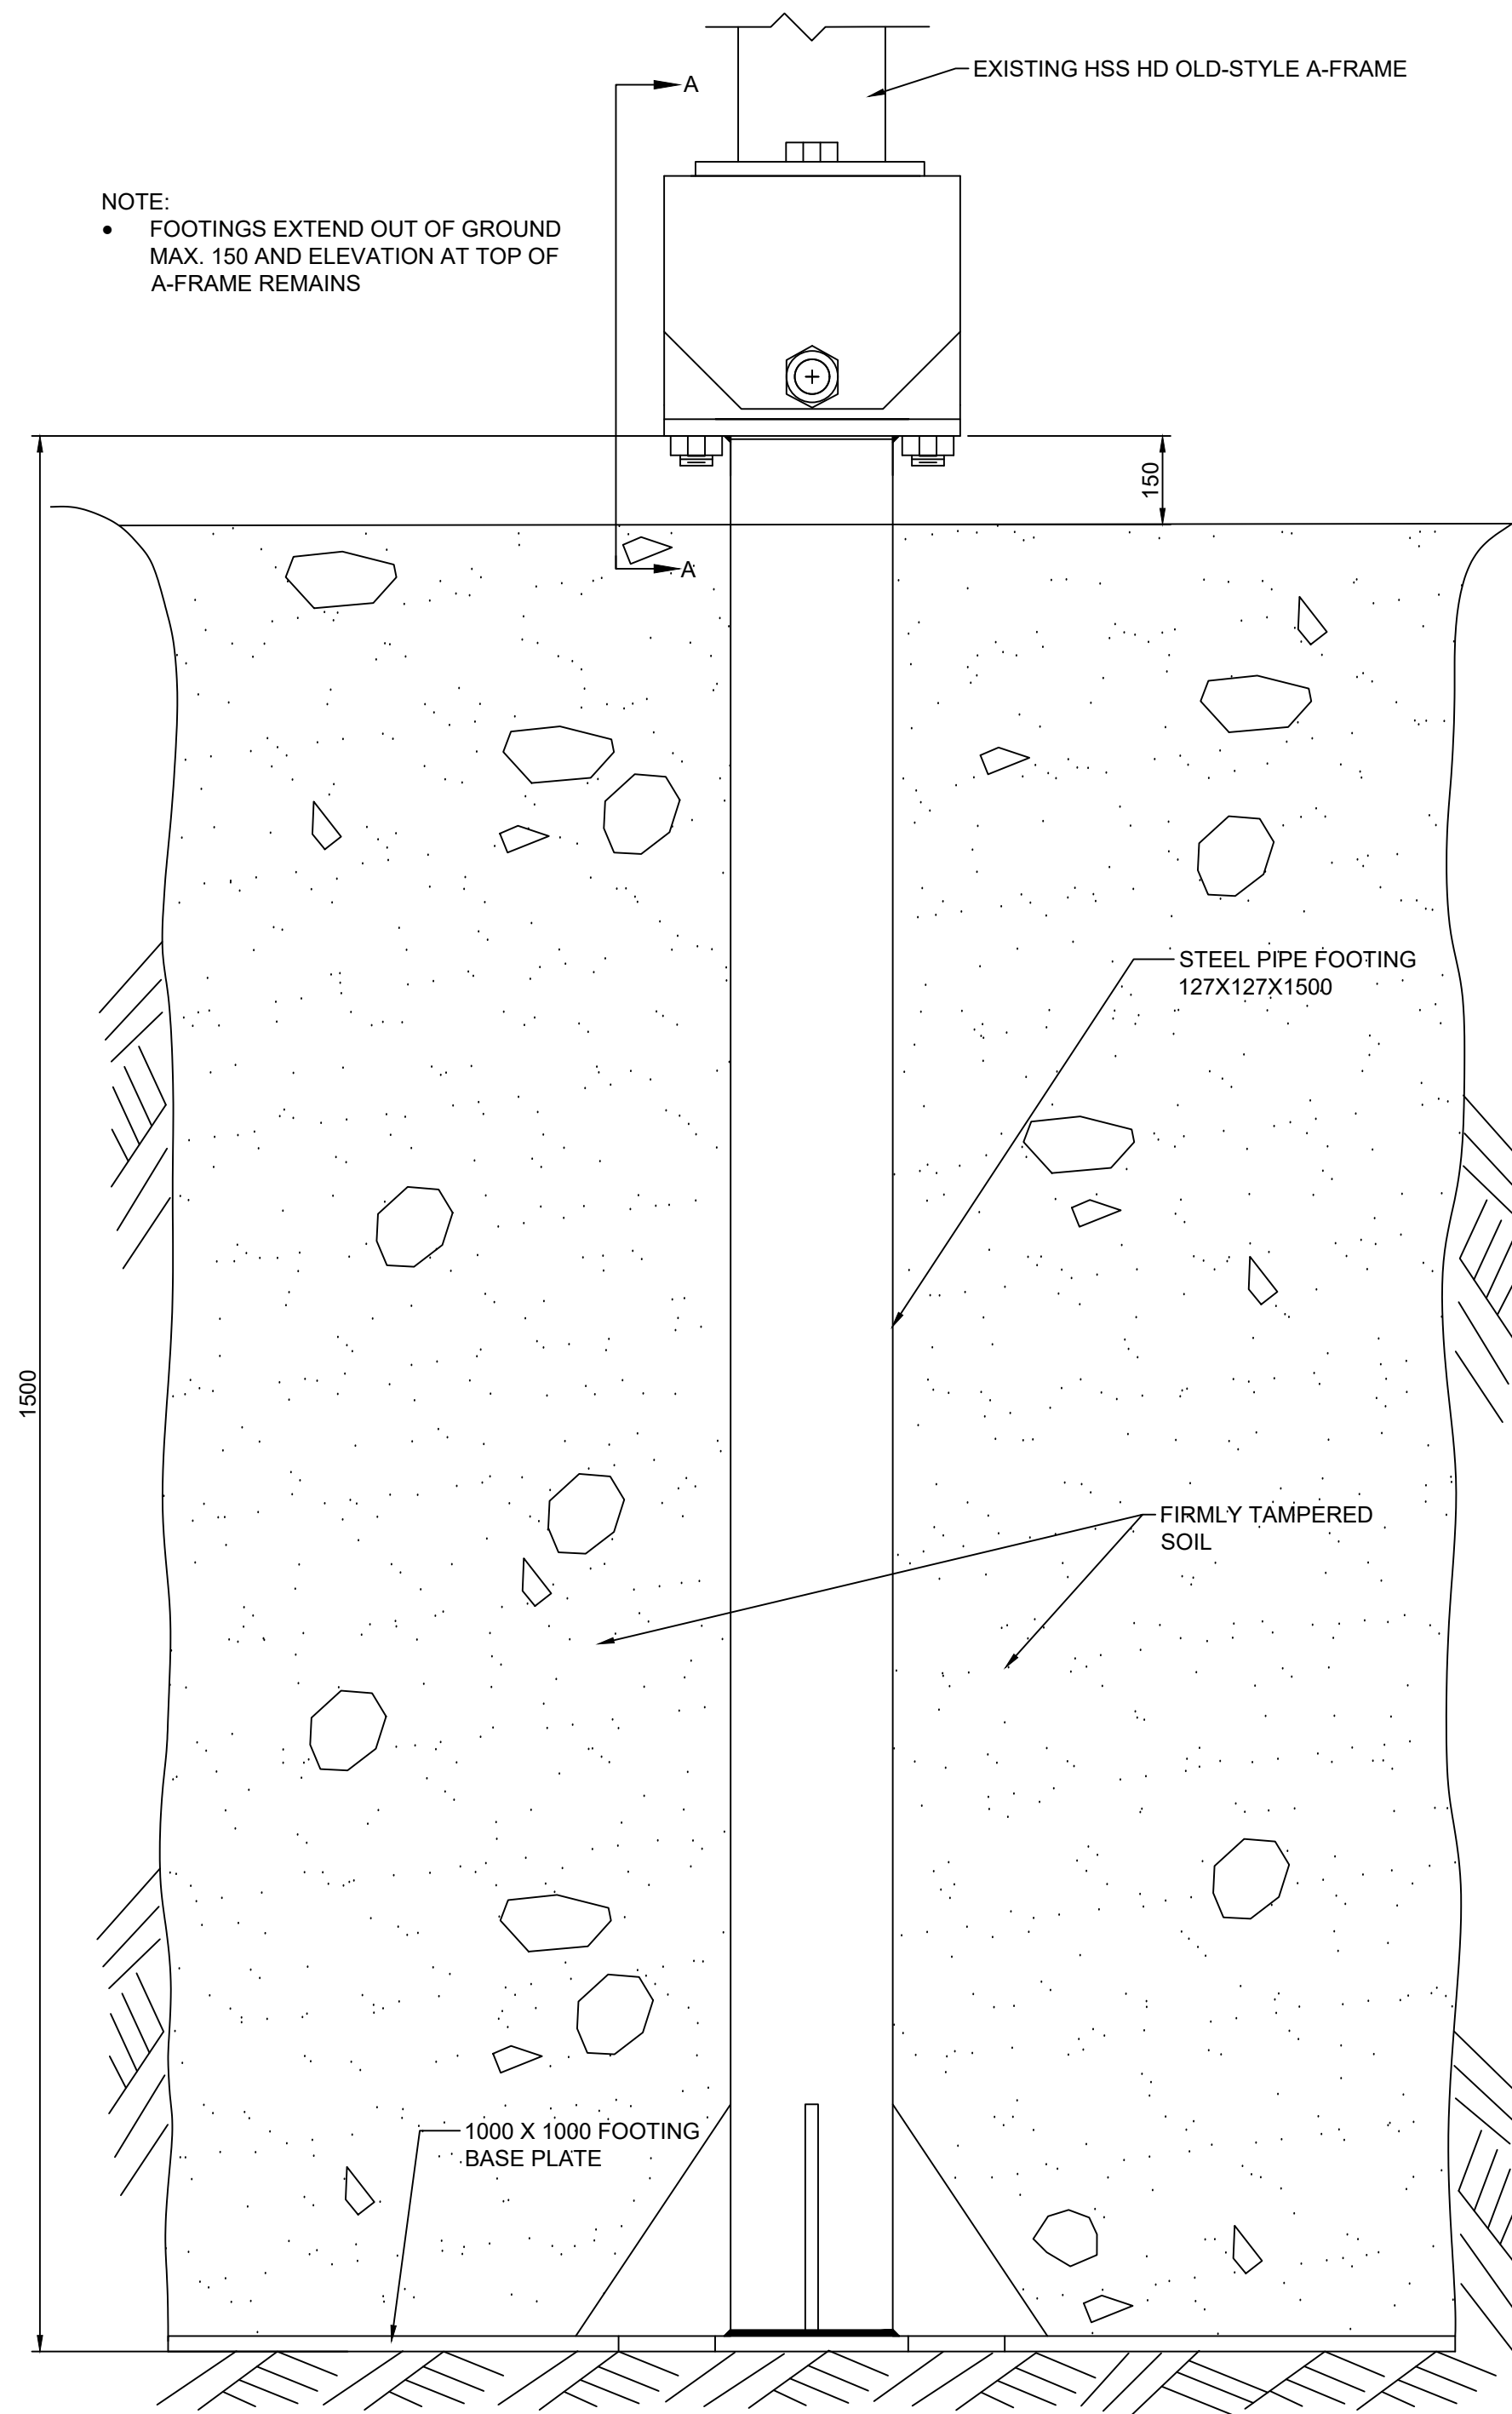 A
EXISTING HSS HD OLD-STYLE A-FRAME
NOTE:
• FOOTINGS EXTEND OUT OF GROUND
MAX. 150 AND ELEVATION AT TOP OF
A-FRAME REMAINS
150
A
STEEL PIPE FOOTING
127X127X1500
1500
FIRMLY TAMPERED
SOIL
1000 X 1000 FOOTING
BASE PLATE